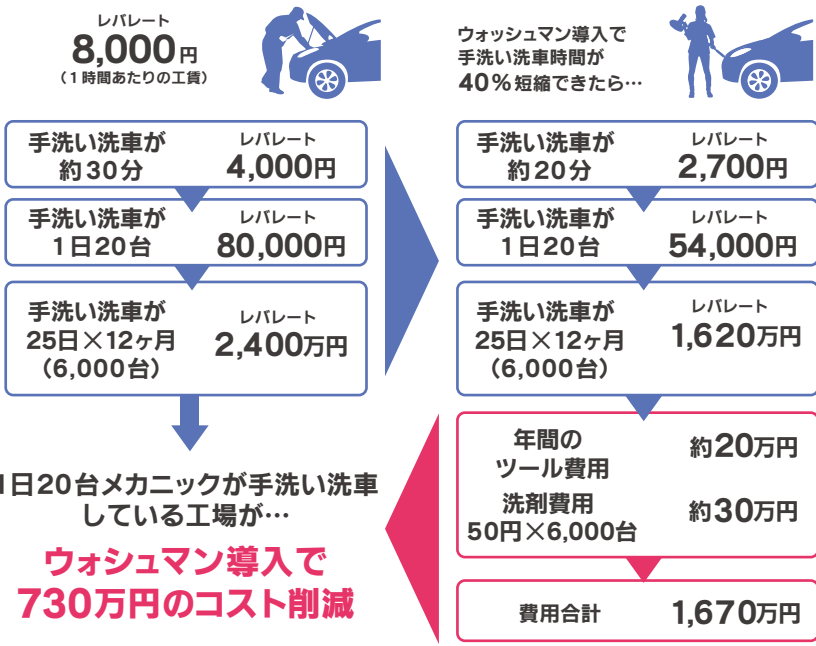 レバレート
8,000円
（1時間あたりの工賃）
手洗い洗車が
約30分
レバレート
4,000円
手洗い洗車が
1日20台
レバレート
80,000円
手洗い洗車が
25日×12ヶ月
（6,000台）
レバレート
2,400万円
1日20台メカニックが手洗い洗車
している工場が…
ウォシュマン導入で
730万円のコスト削減
ウォッシュマン導入で
手洗い洗車時間が
40％短縮できたら…
手洗い洗車が
約20分
レバレート
2,700円
手洗い洗車が
1日20台
レバレート
54,000円
手洗い洗車が
25日×12ヶ月
（6,000台）
レバレート
1,620万円
年間の
ツール費用
約20万円
洗剤費用
50円×6,000台
約30万円
費用合計
1,670万円